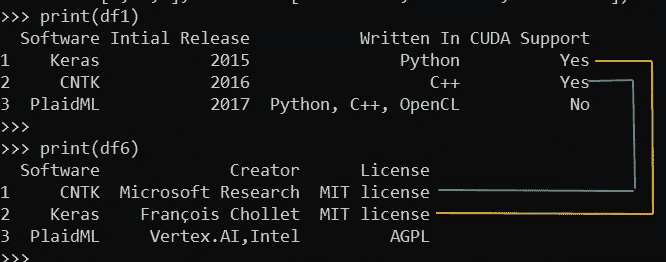 >>> print(df1)
Software Intial Release Written In CUDA Support
1 Keras 2015 Python Yes
2 CNTK 2016 C++ Yes
3 PlaidML 2017 Python, C++, OpenCL No
>>>
>>> print(df6)
Software Creator License
1 CNTK Microsoft Research MIT license
2 Keras François Chollet MIT license
3 PlaidML Vertex.AI,Intel AGPL
>>>